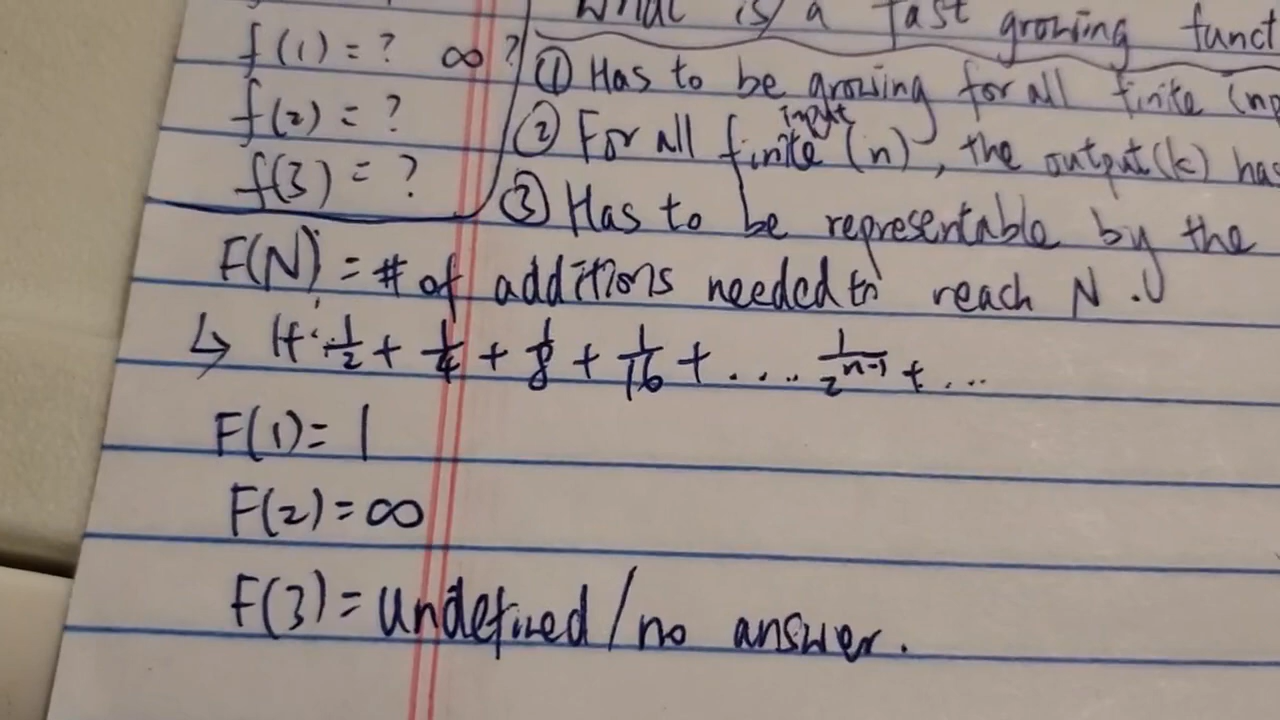 What is a fast growing funct
f(1) = ? ∞ ?
① Has to be growing for all finite (np
f(2) = ?
② For all finite input (n), the output(k) has
f(3) = ?
③ Has to be representable by the
F(N) = # of additions needed to reach N.
↳ 1+ 1/2 + 1/4 + 1/8 + 1/16 + .... 1/2^n-1 + ...
F(1) = 1
F(2) = ∞
F(3) = undefined / no answer.